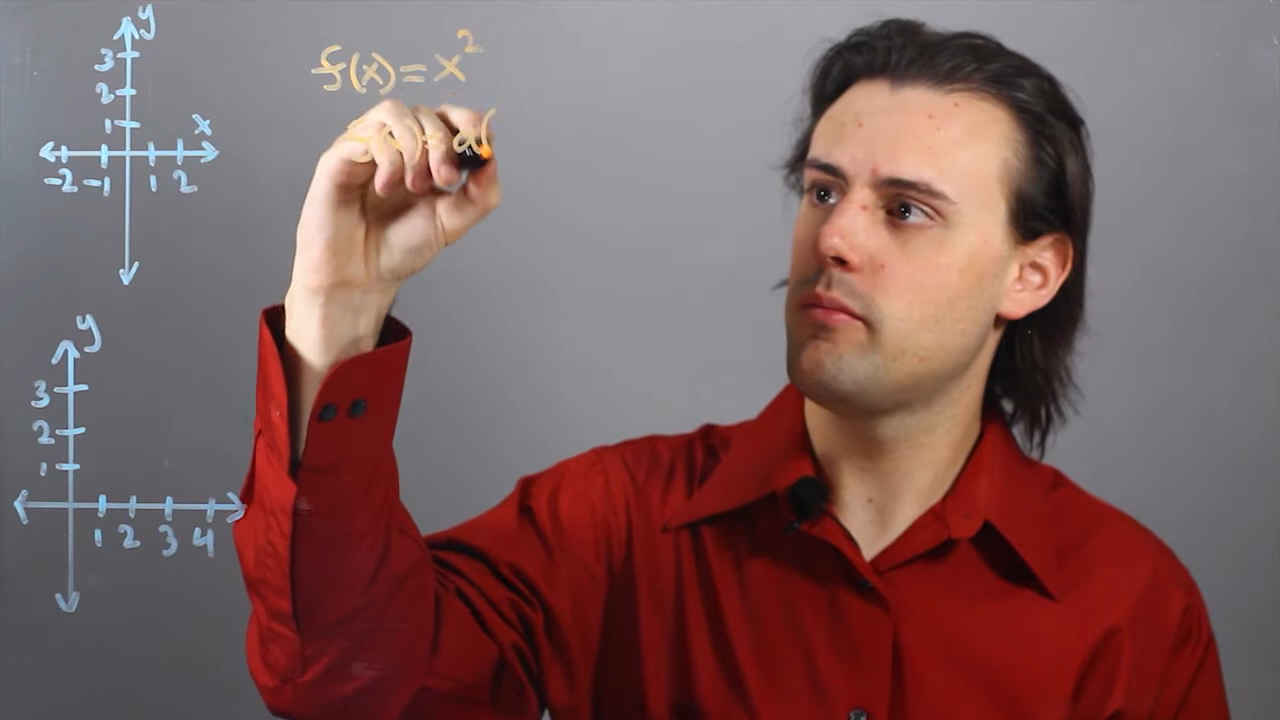 y
3
2
1
x
-2 -1 1 2
f(x)=x²
= a(
y
3
2
1
1 2 3 4